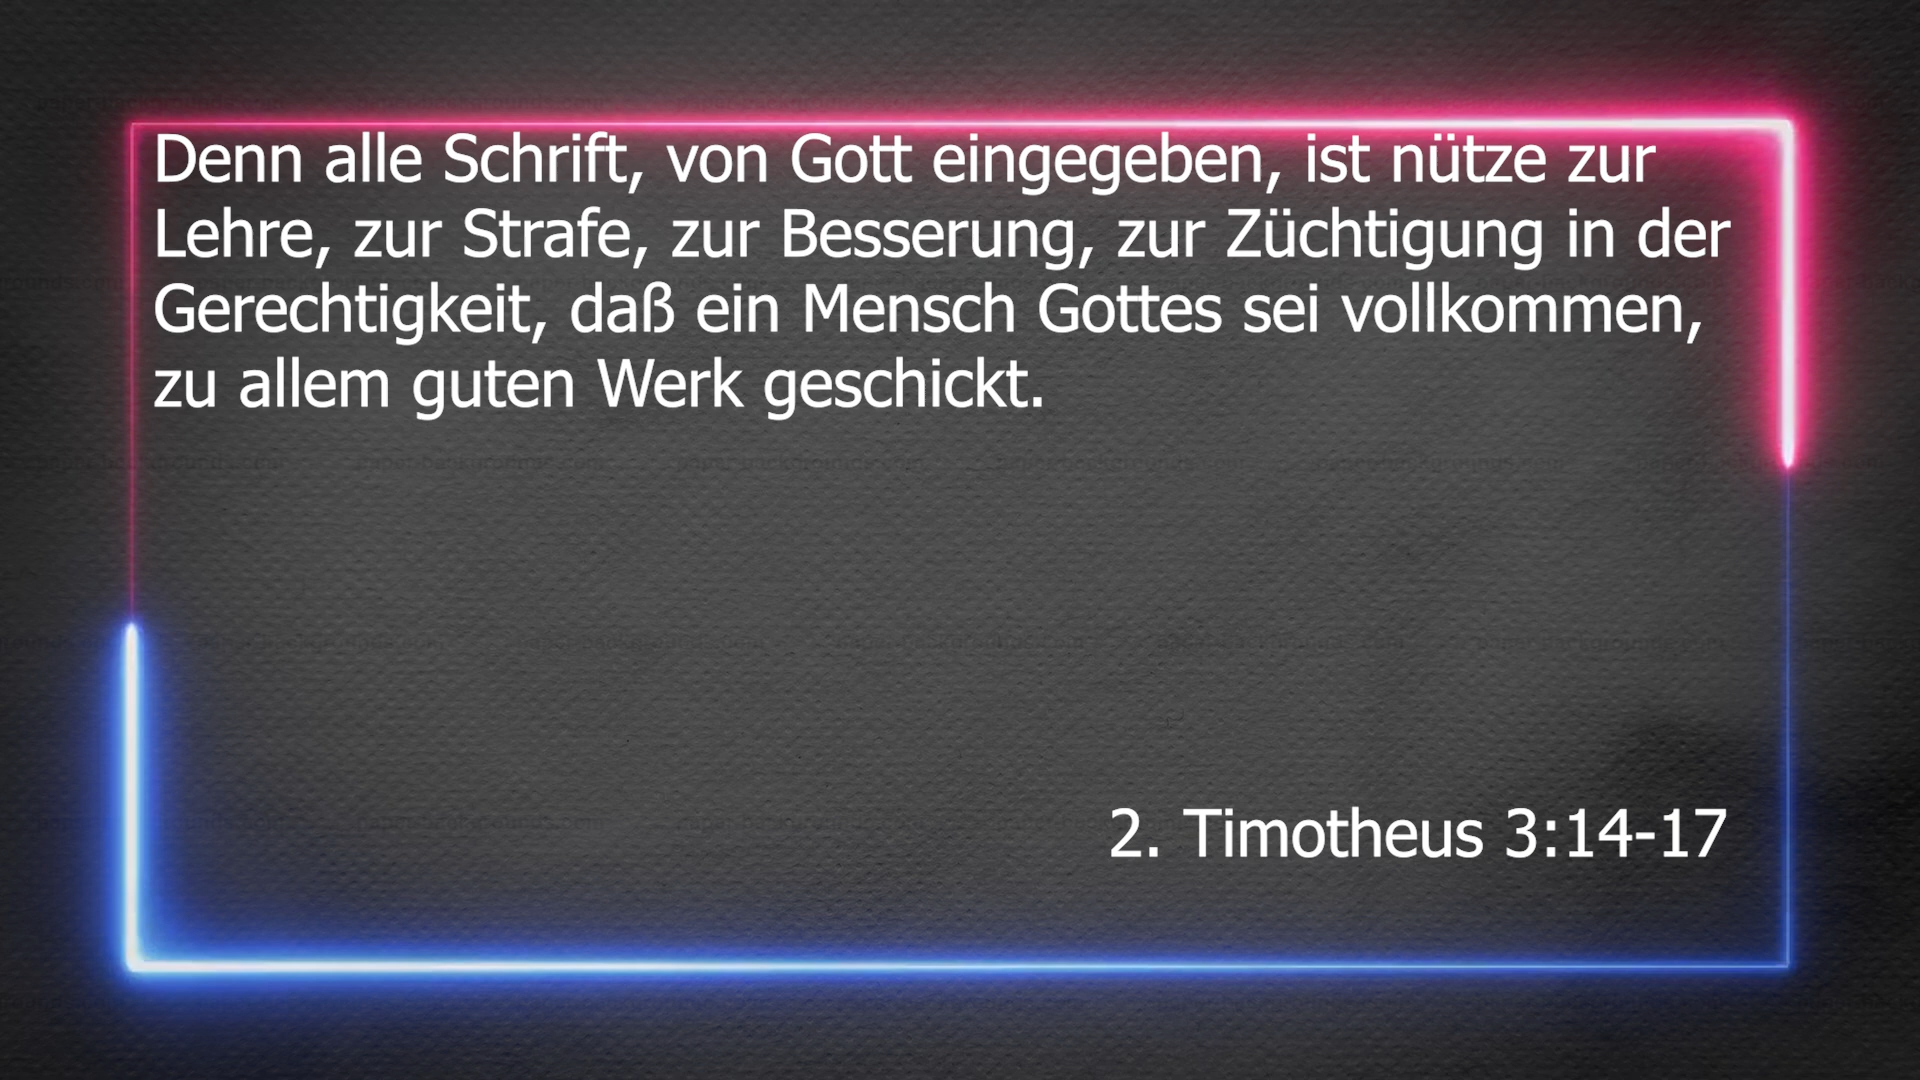 Denn alle Schrift, von Gott eingegeben, ist nütze zur
Lehre, zur Strafe, zur Besserung, zur Züchtigung in der
Gerechtigkeit, daß ein Mensch Gottes sei vollkommen,
zu allem guten Werk geschickt.
2. Timotheus 3:14-17